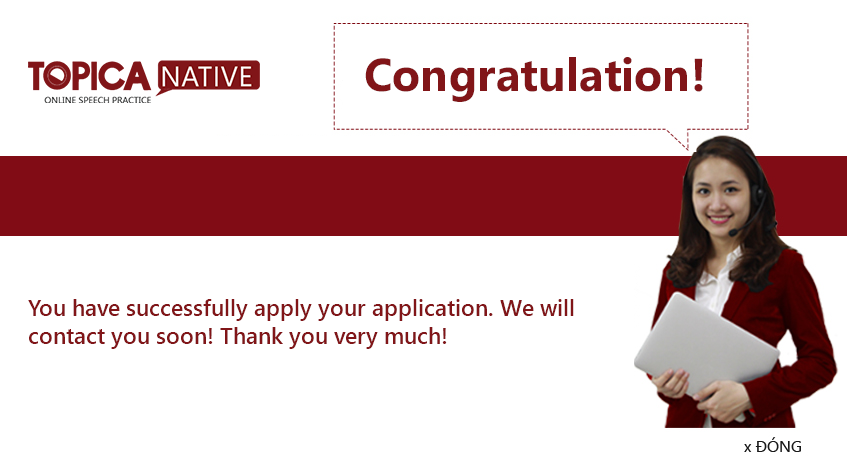 TOPICA NATIVE
ONLINE SPEECH PRACTICE
Congratulation!
You have successfully apply your application. We will
contact you soon! Thank you very much!
x ĐÓNG